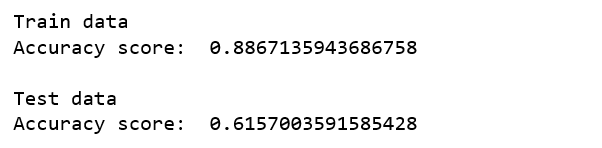 Train data
Accuracy score:  0.8867135943686758
Test data
Accuracy score:  0.6157003591585428